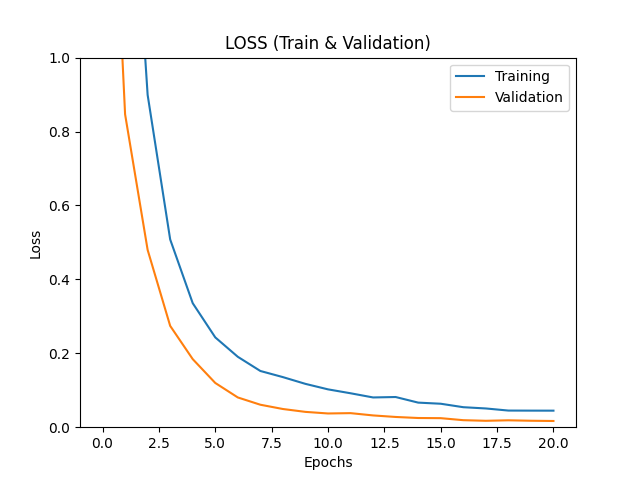 LOSS (Train & Validation)
1.0
0.8
0.6
0.4
0.2
0.0
Loss
Training
Validation
0.0 2.5 5.0 7.5 10.0 12.5 15.0 17.5 20.0
Epochs